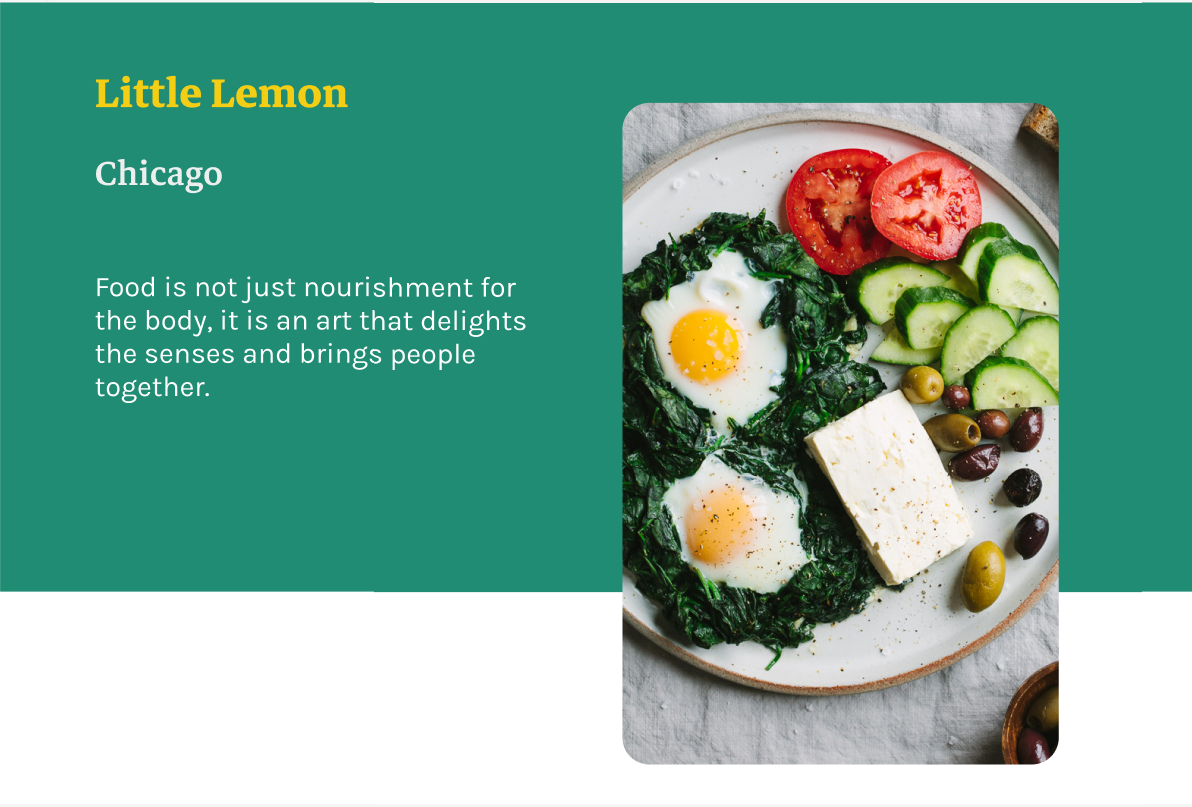 Little Lemon
Chicago
Food is not just nourishment for
the body, it is an art that delights
the senses and brings people
together.